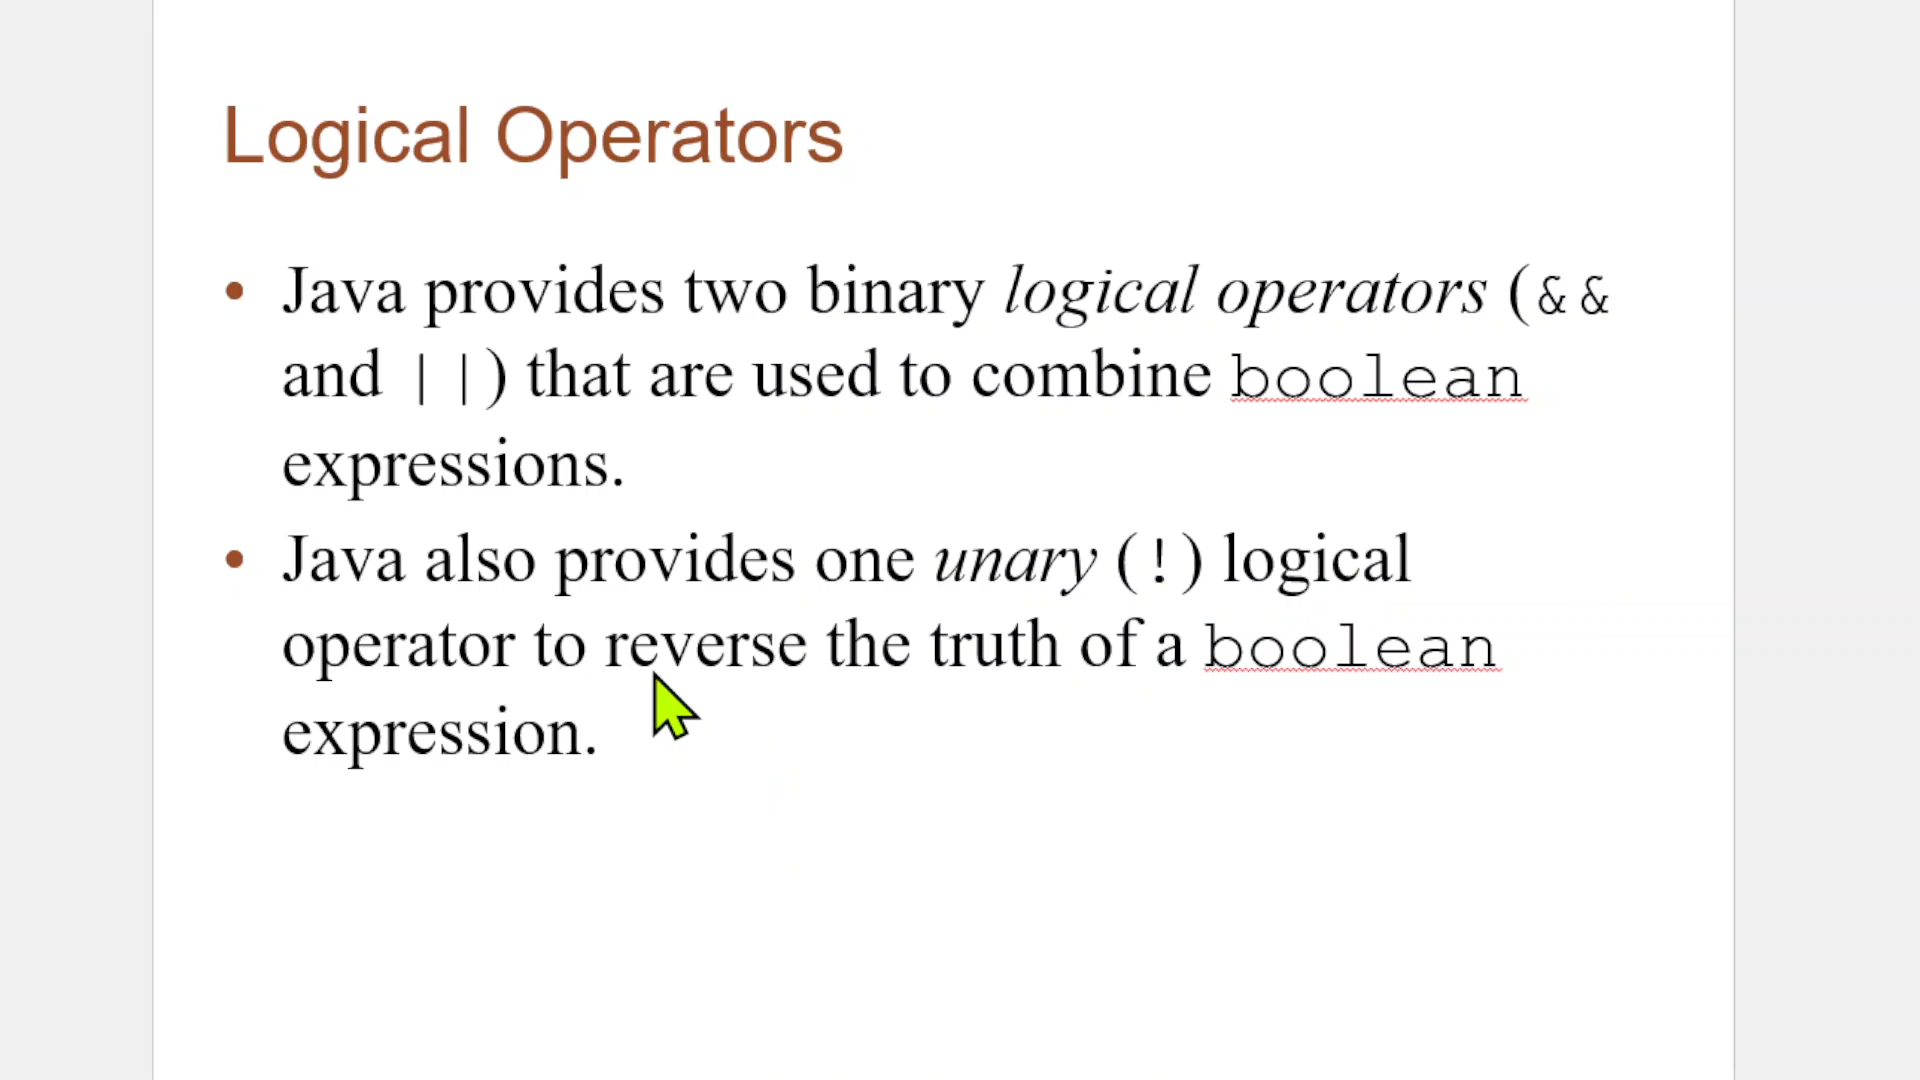 Logical Operators
• Java provides two binary logical operators (&&
and ||) that are used to combine boolean
expressions.
• Java also provides one unary (!) logical
operator to reverse the truth of a boolean
expression.